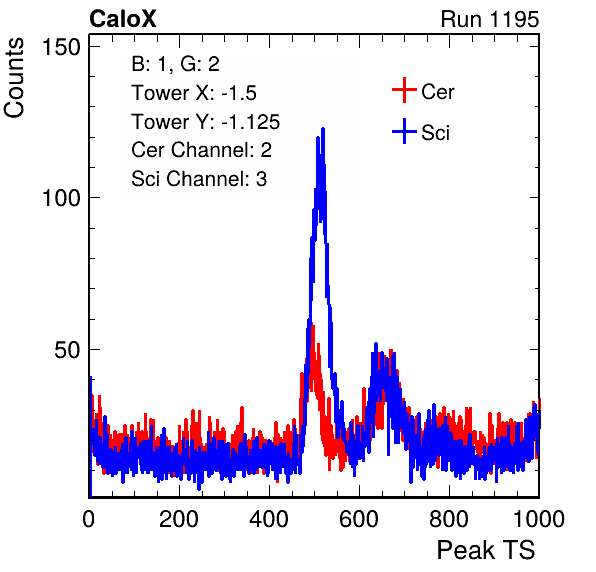 CaloX Run 1195
Counts
150
100
50
B: 1, G: 2
Tower X: -1.5
Tower Y: -1.125
Cer Channel: 2
Sci Channel: 3
Cer
Sci
0 200 400 600 800 1000
Peak TS